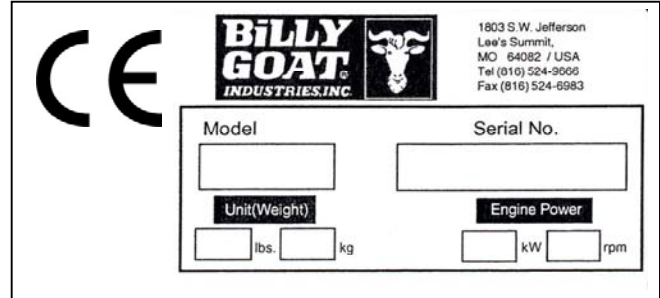 CE
BiLLY
GOAT®
INDUSTRIES,INC.
1803 S.W. Jefferson
Lee's Summit,
MO 64082 / USA
Tel (816) 524-9666
Fax (816) 524-6983
Model
Serial No.
Unit(Weight)
Engine Power
lbs. kg
kW rpm